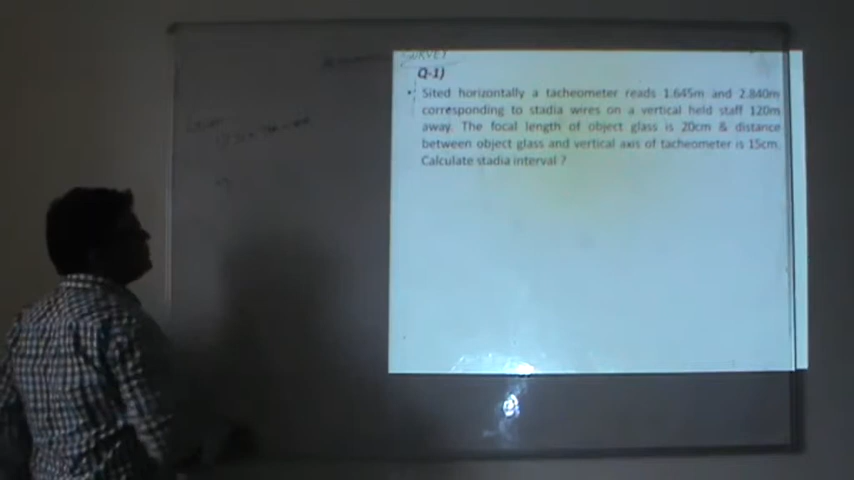 SURVEY
Q-1)
• Sited horizontally a tacheometer reads 1.645m and 2.840m
corresponding to stadia wires on a vertical held staff 120m
away. The focal length of object glass is 20cm & distance
between object glass and vertical axis of tacheometer is 15cm.
Calculate stadia interval ?